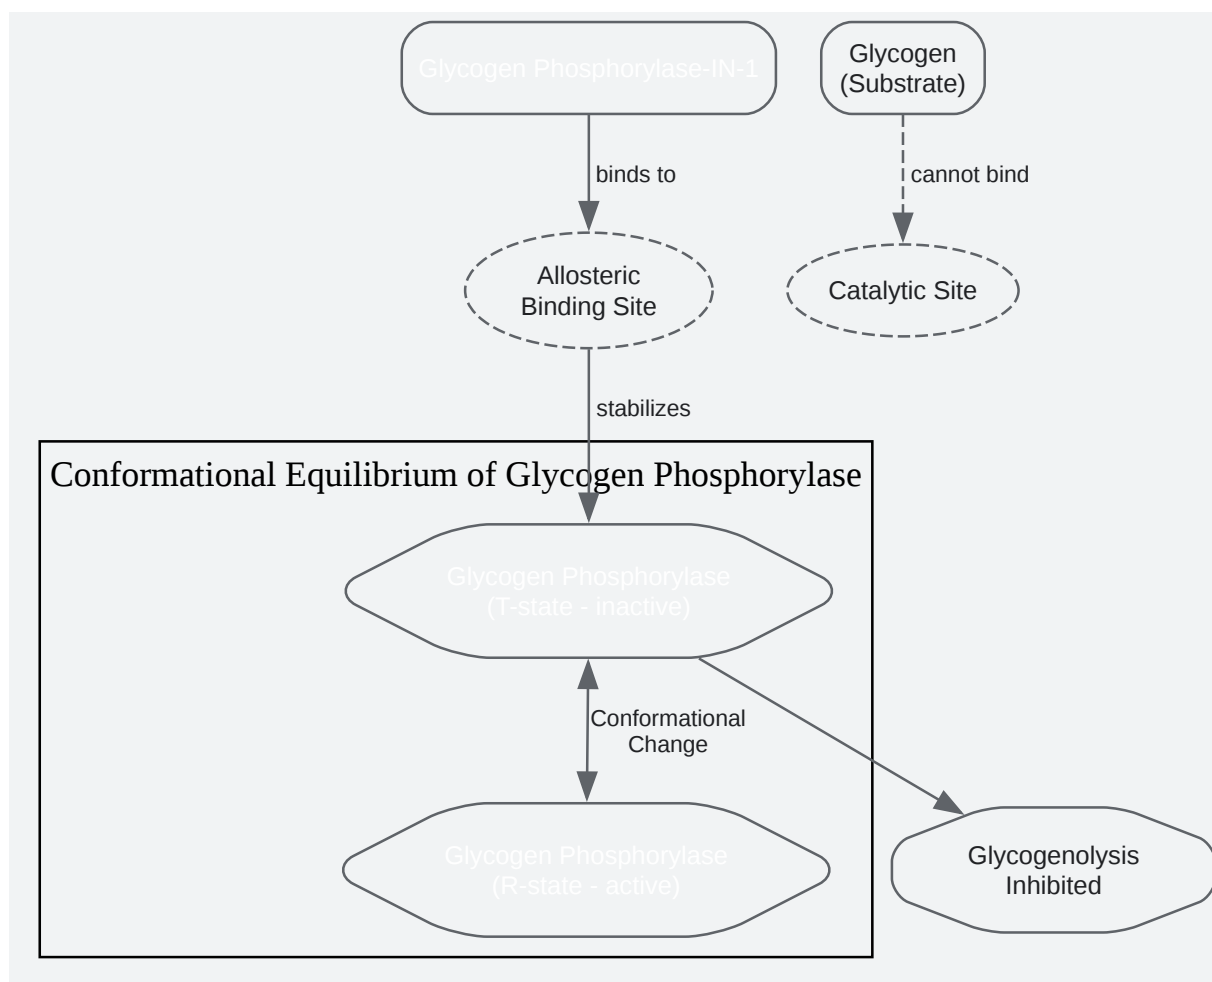 Glycogen Phosphorylase-IN-1
Glycogen
(Substrate)
binds to
cannot bind
Allosteric
Binding Site
Catalytic Site
stabilizes
Conformational Equilibrium of Glycogen Phosphorylase
Glycogen Phosphorylase
(T-state - inactive)
Conformational
Change
Glycogen Phosphorylase
(R-state - active)
Glycogenolysis
Inhibited